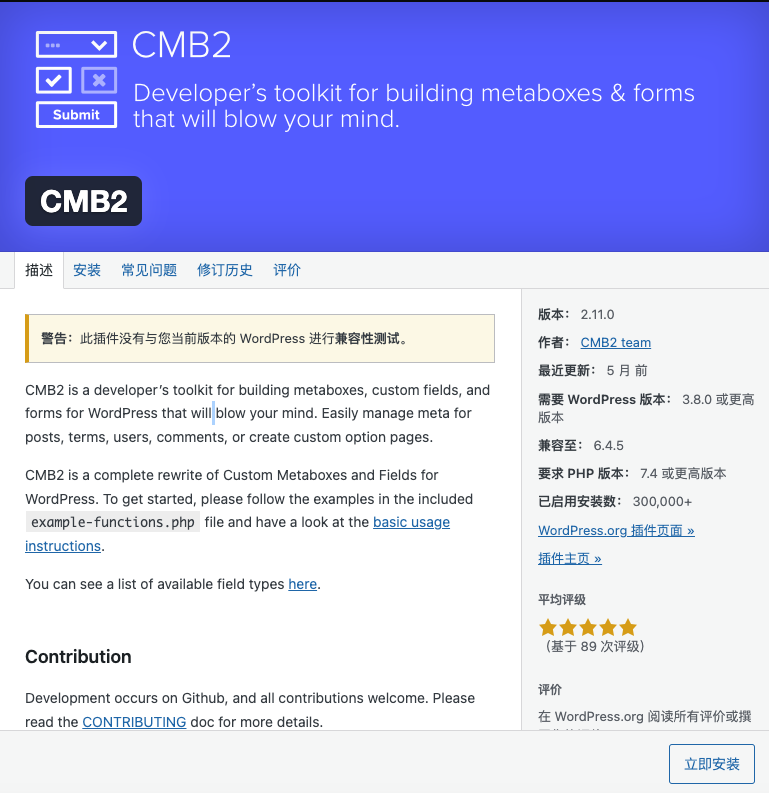 CMB2
Developer's toolkit for building metaboxes & forms
that will blow your mind.
Submit
CMB2
描述 安装 常见问题 修订历史 评价
警告：此插件没有与您当前版本的 WordPress 进行兼容性测试。
CMB2 is a developer's toolkit for building metaboxes, custom fields, and
forms for WordPress that will blow your mind. Easily manage meta for
posts, terms, users, comments, or create custom option pages.
CMB2 is a complete rewrite of Custom Metaboxes and Fields for
WordPress. To get started, please follow the examples in the included
example-functions.php file and have a look at the basic usage
instructions.
You can see a list of available field types here.
Contribution
Development occurs on Github, and all contributions welcome. Please
read the CONTRIBUTING doc for more details.
版本： 2.11.0
作者： CMB2 team
最近更新： 5 月 前
需要 WordPress 版本： 3.8.0 或更高
版本
兼容至： 6.4.5
要求 PHP 版本： 7.4 或更高版本
已启用安装数： 300,000+
WordPress.org 插件页面 »
插件主页 »
平均评级
（基于 89 次评级）
评价
在 WordPress.org 阅读所有评价或撰
立即安装